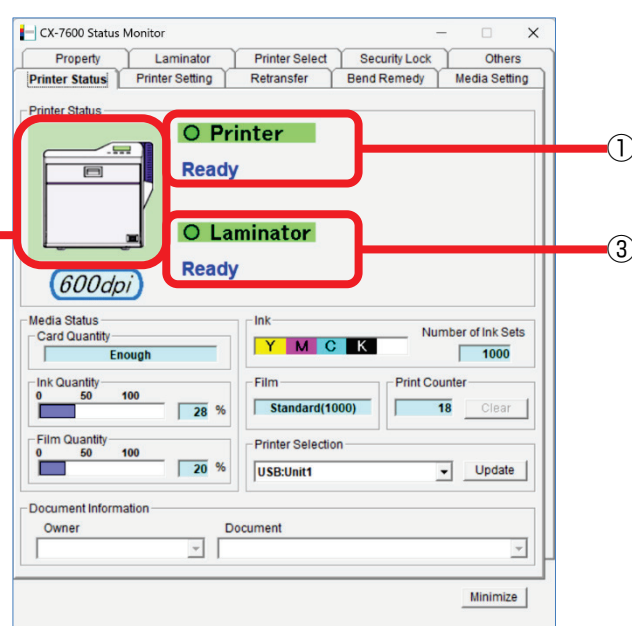 CX-7600 Status Monitor
Property Laminator Printer Select Security Lock Others
Printer Status Printer Setting Retransfer Bend Remedy Media Setting
Printer Status
Printer
Ready
①
Laminator
Ready
③
600dpi
Media Status
Card Quantity
Enough
Ink
Y M C K
Number of Ink Sets
1000
Ink Quantity
0 50 100
28 %
Film
Standard(1000)
Print Counter
18 Clear
Film Quantity
0 50 100
20 %
Printer Selection
USB:Unit1 Update
Document Information
Owner Document
Minimize